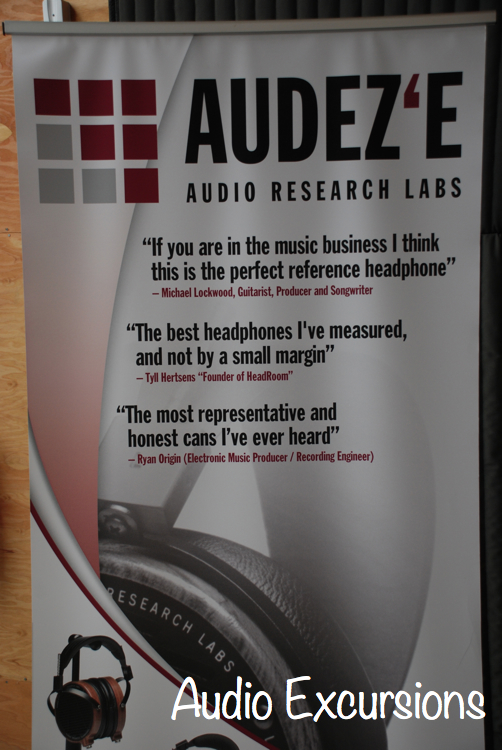 AUDEZ‘E
AUDIO RESEARCH LABS
“If you are in the music business I think
this is the perfect reference headphone”
– Michael Lockwood, Guitarist, Producer and Songwriter
“The best headphones I've measured,
and not by a small margin”
– Tyll Hertsens “Founder of HeadRoom”
“The most representative and
honest cans I’ve ever heard”
– Ryan Origin (Electronic Music Producer / Recording Engineer)
RESEARCH LABS
Audio Excursions